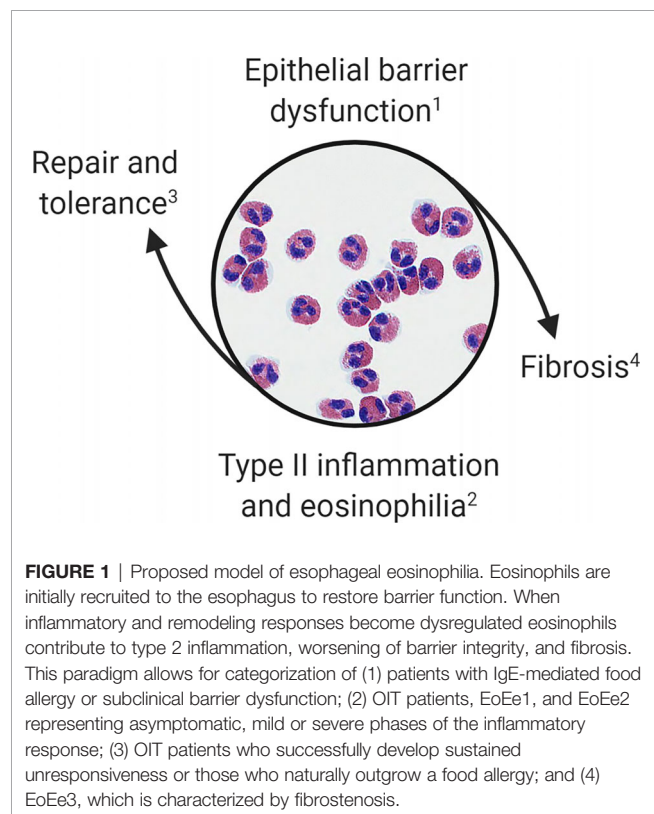 Epithelial barrier
dysfunction¹
Repair and
tolerance³
Fibrosis⁴
Type II inflammation
and eosinophilia²
FIGURE 1 | Proposed model of esophageal eosinophilia. Eosinophils are
initially recruited to the esophagus to restore barrier function. When
inflammatory and remodeling responses become dysregulated eosinophils
contribute to type 2 inflammation, worsening of barrier integrity, and fibrosis.
This paradigm allows for categorization of (1) patients with IgE-mediated food
allergy or subclinical barrier dysfunction; (2) OIT patients, EoEe1, and EoEe2
representing asymptomatic, mild or severe phases of the inflammatory
response; (3) OIT patients who successfully develop sustained
unresponsiveness or those who naturally outgrow a food allergy; and (4)
EoEe3, which is characterized by fibrostenosis.